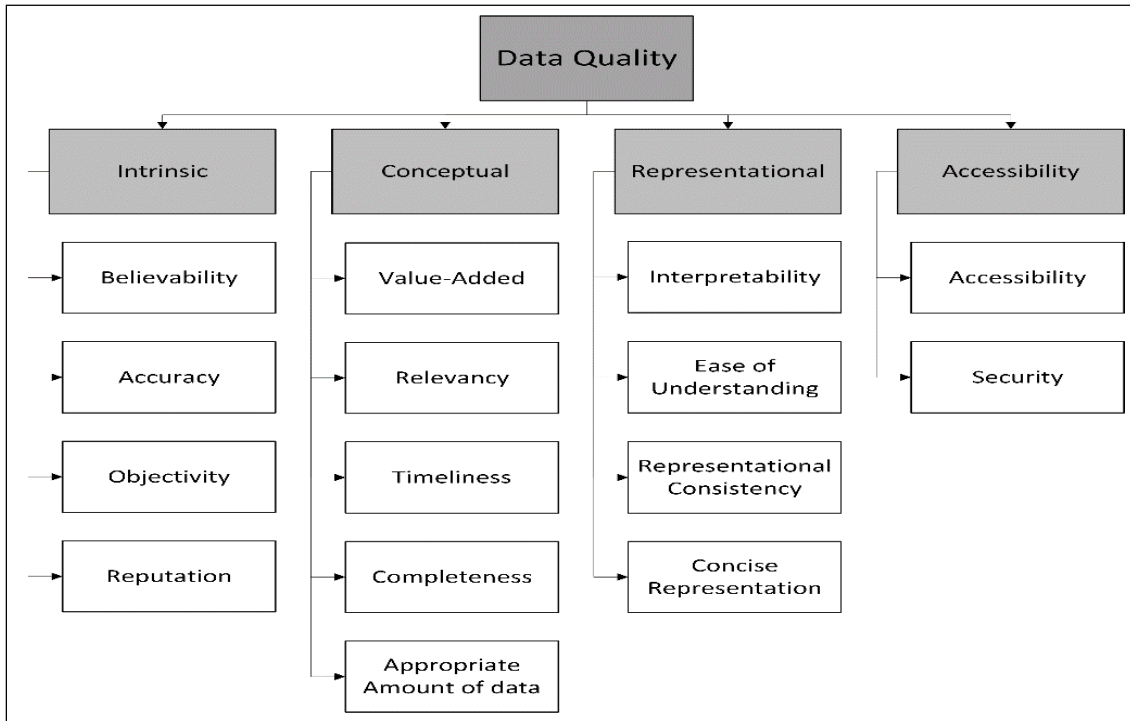 Data Quality
Intrinsic
Conceptual
Representational
Accessibility
Believability
Value-Added
Interpretability
Accessibility
Accuracy
Relevancy
Ease of
Understanding
Security
Objectivity
Timeliness
Representational
Consistency
Reputation
Completeness
Concise
Representation
Appropriate
Amount of data